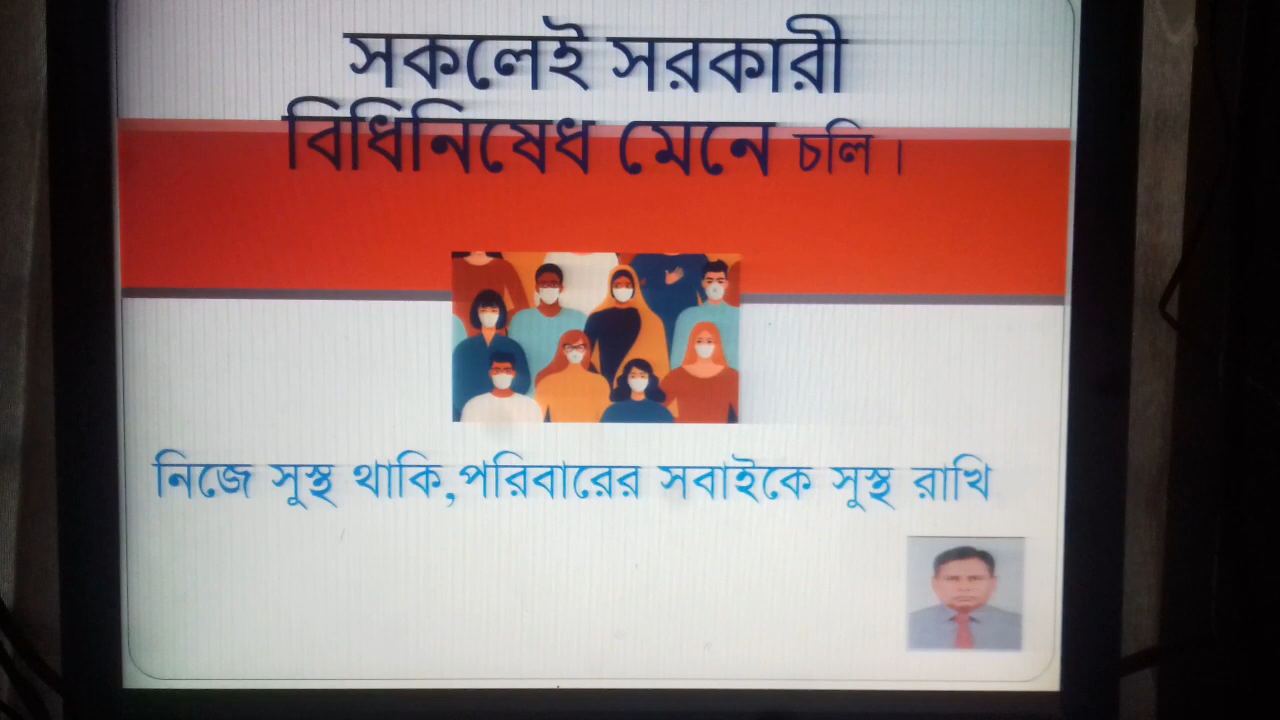 সকলেই সরকারী
বিধিনিষেধ মেনে চলি ।
নিজে সুস্থ থাকি,পরিবারের সবাইকে সুস্থ রাখি